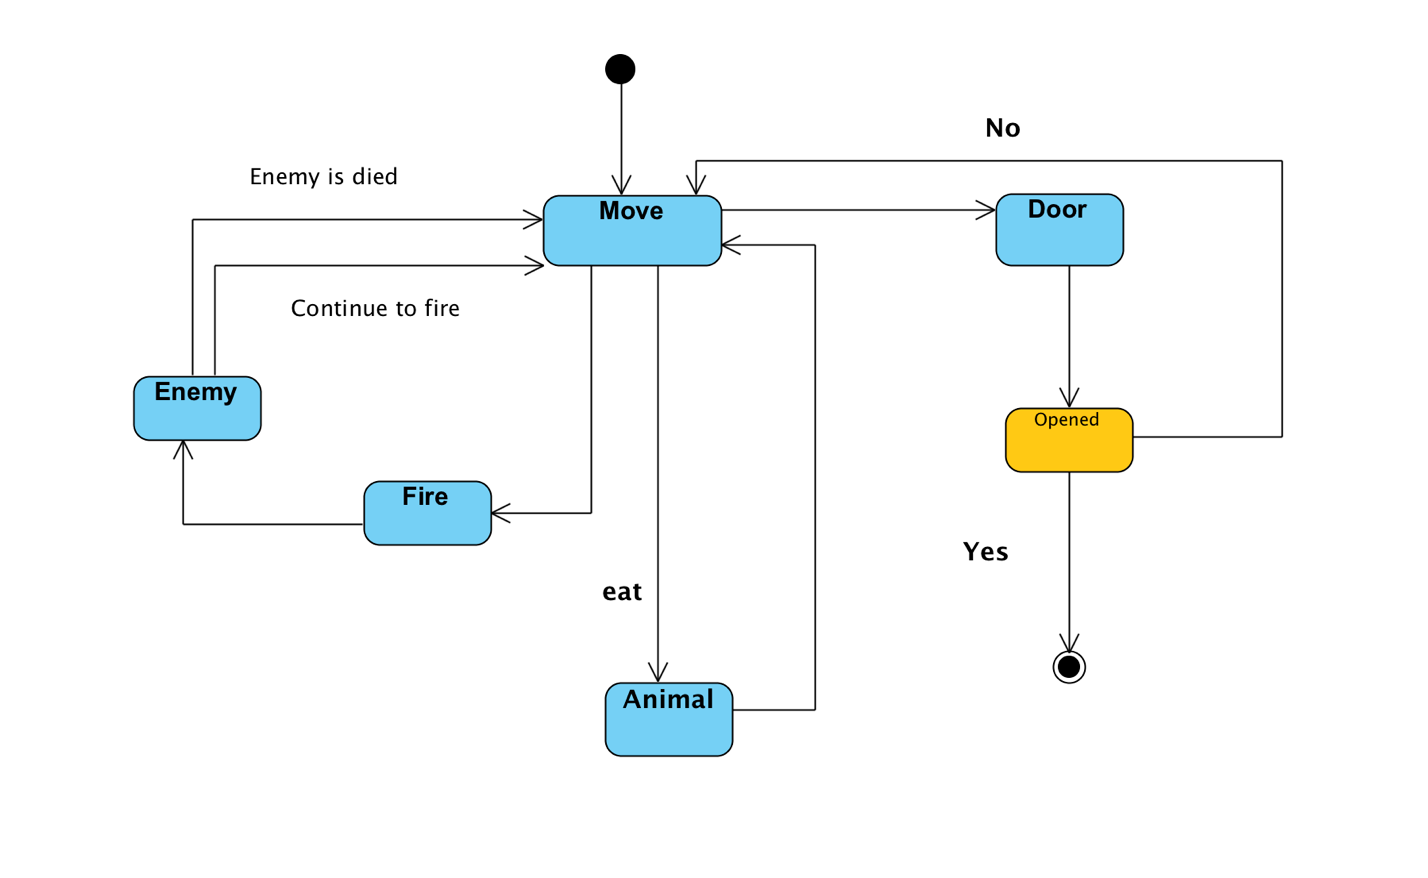 No
Enemy is died
Move
Door
Continue to fire
Enemy
Opened
Fire
Yes
eat
Animal